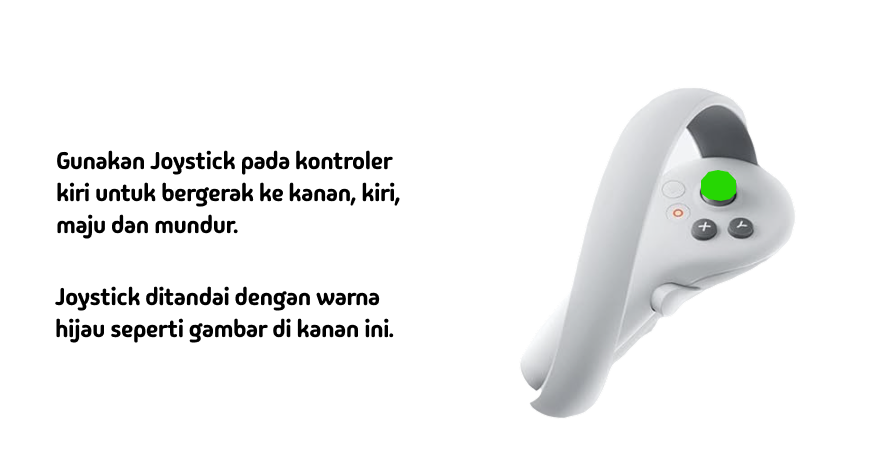 Gunakan Joystick pada kontroler
kiri untuk bergerak ke kanan, kiri,
maju dan mundur.
Joystick ditandai dengan warna
hijau seperti gambar di kanan ini.
X Y